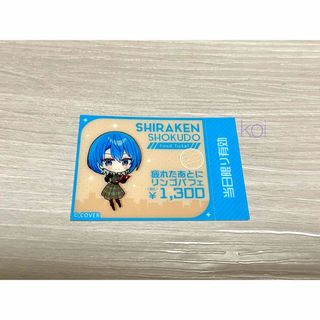 SHIRAKEN
SHOKUDO
Food Ticket
疲れたあとに
リンゴパフェ
¥1,300
© COVER
当日限り有効
koi